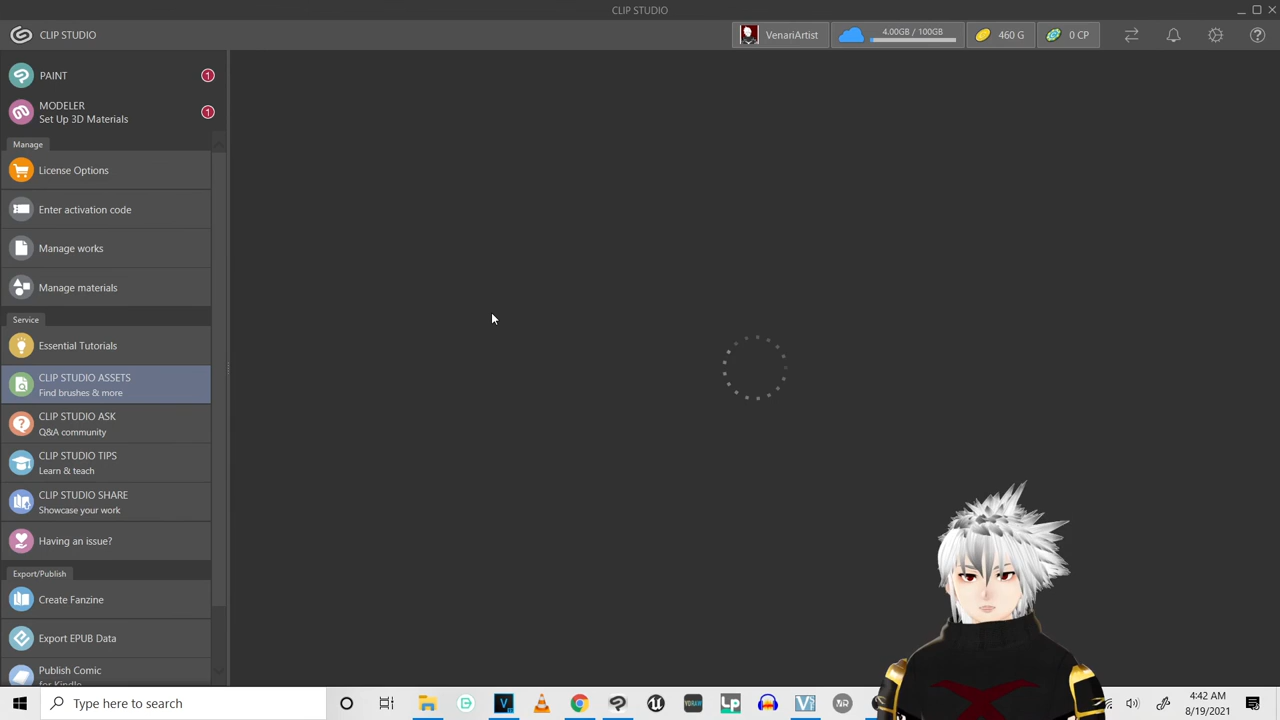 CLIP STUDIO
CLIP STUDIO
VenariArtist
4.00GB / 100GB
460 G
0 CP
PAINT
1
MODELER
Set Up 3D Materials
1
Manage
License Options
Enter activation code
Manage works
Manage materials
Service
Essential Tutorials
CLIP STUDIO ASSETS
Find brushes & more
CLIP STUDIO ASK
Q&A community
CLIP STUDIO TIPS
Learn & teach
CLIP STUDIO SHARE
Showcase your work
Having an issue?
Export/Publish
Create Fanzine
Export EPUB Data
Publish Comic
for Kindle
Type here to search
4:42 AM
8/19/2021